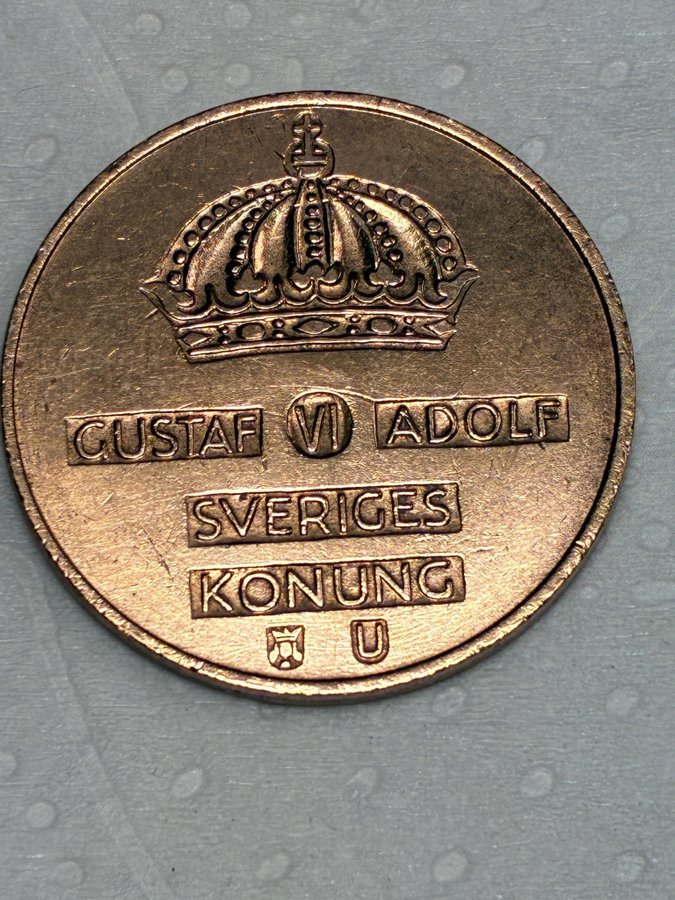 GUSTAF VI ADOLF
SVERIGES
KONUNG
U